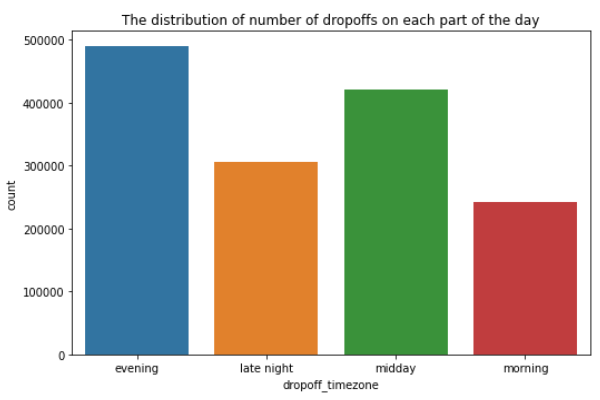 The distribution of number of dropoffs on each part of the day
500000
400000
300000
200000
100000
0
count
evening late night midday morning
dropoff_timezone